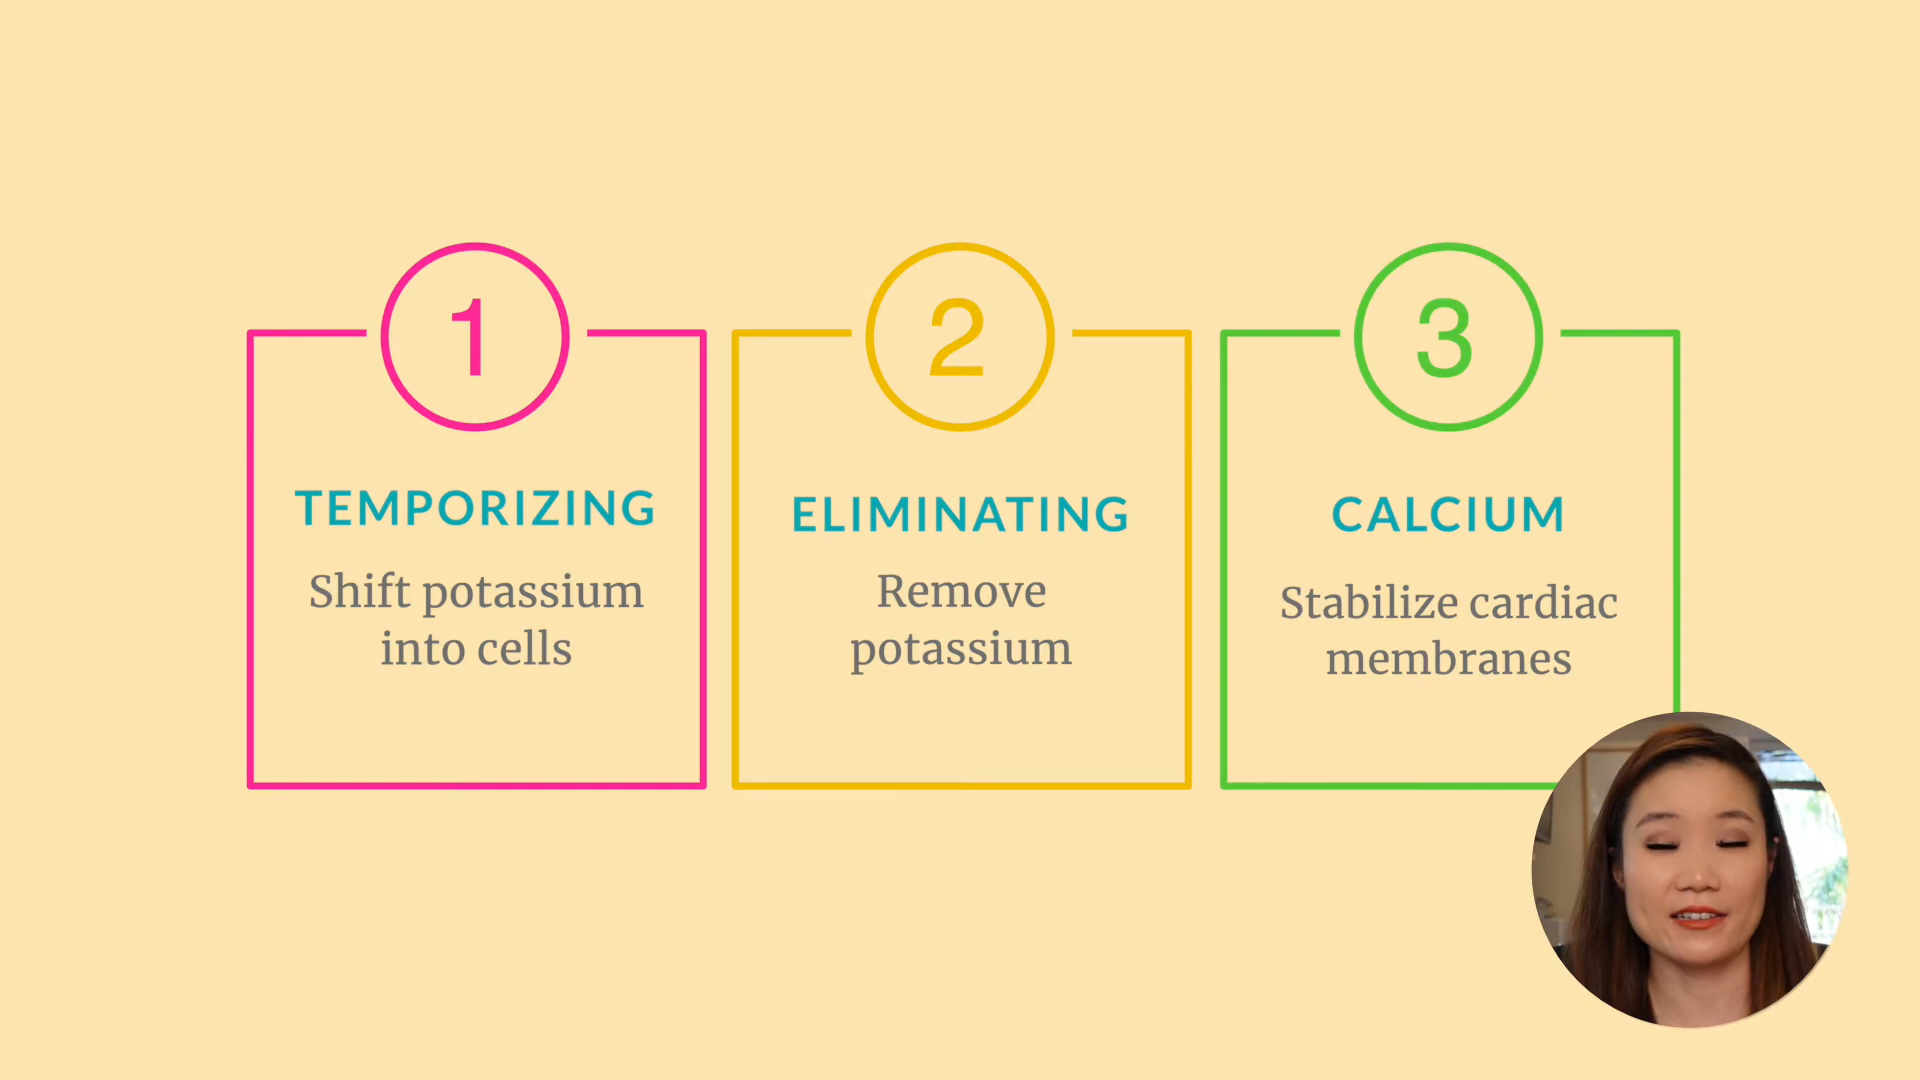 1
TEMPORIZING
Shift potassium
into cells
2
ELIMINATING
Remove
potassium
3
CALCIUM
Stabilize cardiac
membranes